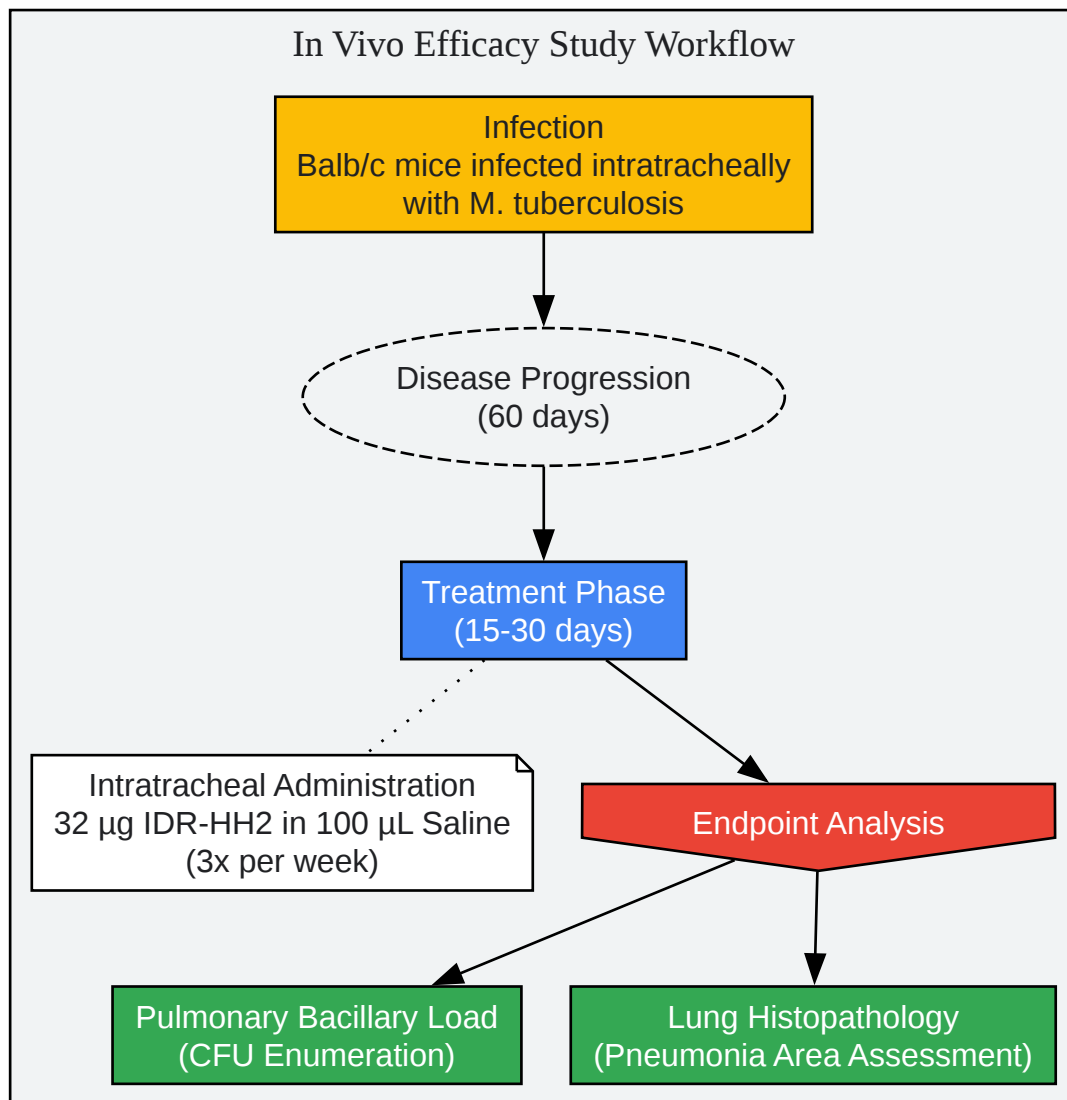 In Vivo Efficacy Study Workflow
Infection
Balb/c mice infected intratracheally
with M. tuberculosis
Disease Progression
(60 days)
Treatment Phase
(15-30 days)
Intratracheal Administration
32 µg IDR-HH2 in 100 µL Saline
(3x per week)
Endpoint Analysis
Pulmonary Bacillary Load
(CFU Enumeration)
Lung Histopathology
(Pneumonia Area Assessment)